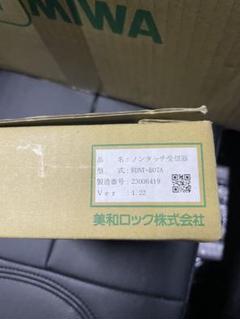 MIWA
品　　名：ノンタッチ受信器
型　　式：RDNT-R07A
製造番号：23006419
Ver　　：1.22
美和ロック株式会社